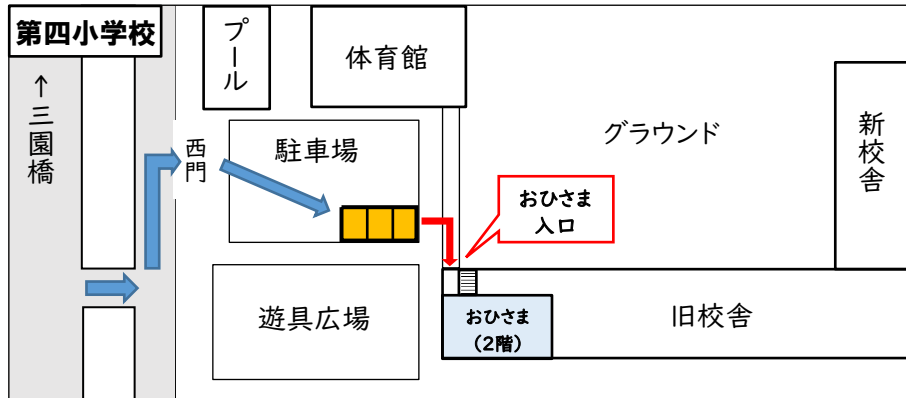 第四小学校
プール
体育館
↑三園橋
西門
駐車場
グラウンド
新校舎
おひさま
入口
遊具広場
おひさま
（2階）
旧校舎